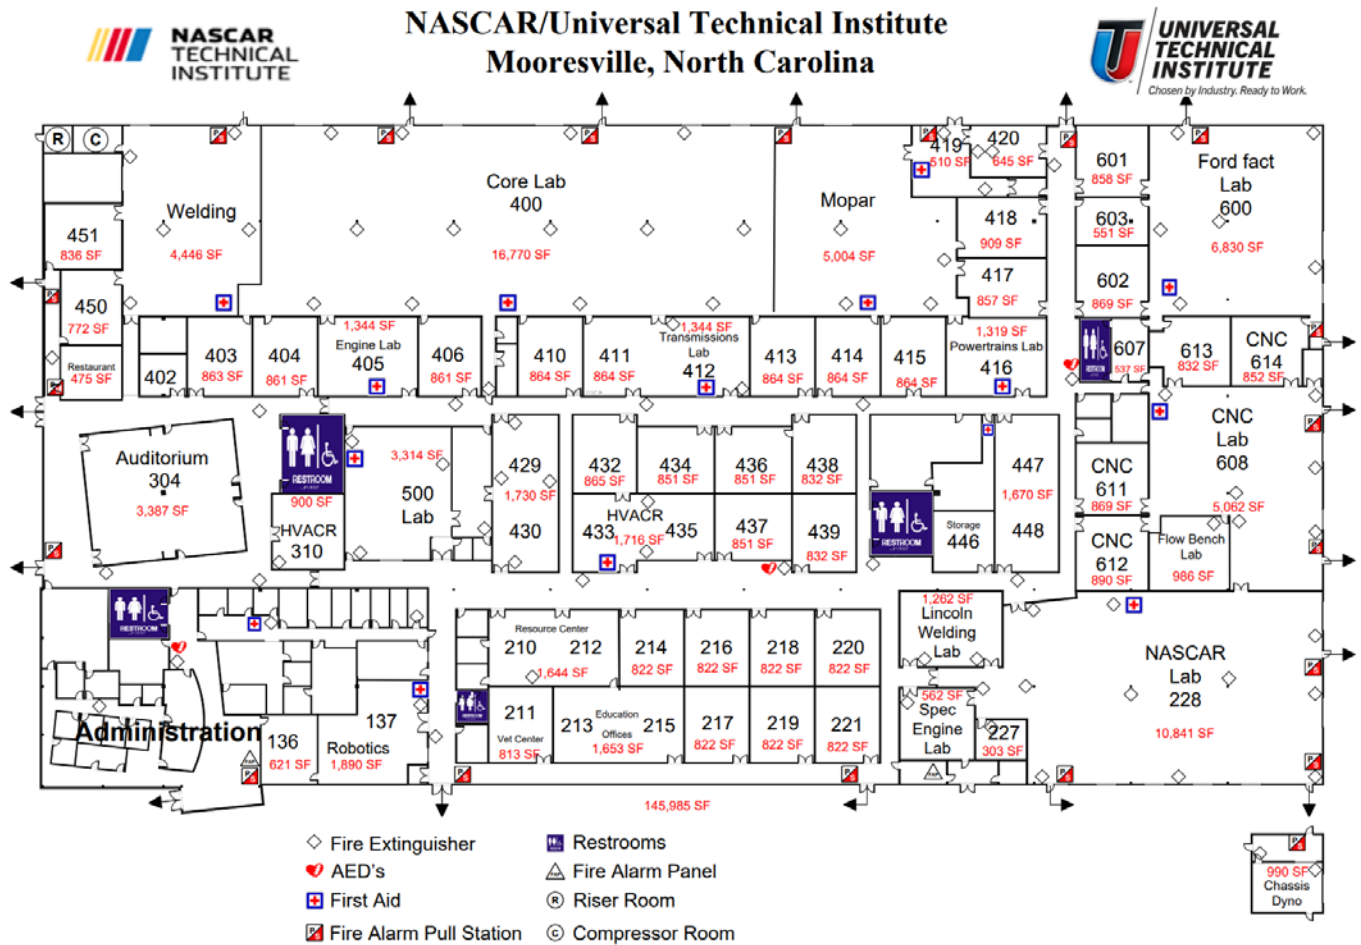 NASCAR/Universal Technical Institute
Mooresville, North Carolina
NASCAR
TECHNICAL
INSTITUTE
UNIVERSAL
TECHNICAL
INSTITUTE
Chosen by Industry. Ready to Work.
R
C
Welding
4,446 SF
Core Lab
400
16,770 SF
Mopar
5,004 SF
419
510 SF
420
645 SF
418
909 SF
417
857 SF
601
858 SF
603
551 SF
602
869 SF
Ford fact
Lab
600
6,830 SF
451
836 SF
450
772 SF
Restaurant
475 SF
402
403
863 SF
404
861 SF
1,344 SF
Engine Lab
405
406
861 SF
410
864 SF
411
864 SF
1,344 SF
Transmissions
Lab
412
413
864 SF
414
864 SF
415
864 SF
1,319 SF
Powertrains Lab
416
607
537 SF
613
832 SF
CNC
614
852 SF
Auditorium
304
3,387 SF
RESTROOM
900 SF
HVACR
310
3,314 SF
500
Lab
429
1,730 SF
430
432
865 SF
434
851 SF
436
851 SF
438
832 SF
HVACR
433
1,716 SF
435
437
851 SF
439
832 SF
RESTROOM
Storage
446
447
1,670 SF
448
CNC
611
869 SF
CNC
612
890 SF
CNC
Lab
608
5,062 SF
Flow Bench
Lab
986 SF
RESTROOM
Administration
136
621 SF
137
Robotics
1,890 SF
Resource Center
210
212
1,644 SF
214
822 SF
216
822 SF
218
822 SF
220
822 SF
211
Vet Center
813 SF
213
Education
Offices
215
1,653 SF
217
822 SF
219
822 SF
221
822 SF
1,262 SF
Lincoln
Welding
Lab
562 SF
Spec
Engine
Lab
227
303 SF
NASCAR
Lab
228
10,841 SF
145,985 SF
990 SF
Chassis
Dyno
Fire Extinguisher
AED's
First Aid
Fire Alarm Pull Station
Restrooms
Fire Alarm Panel
R Riser Room
C Compressor Room